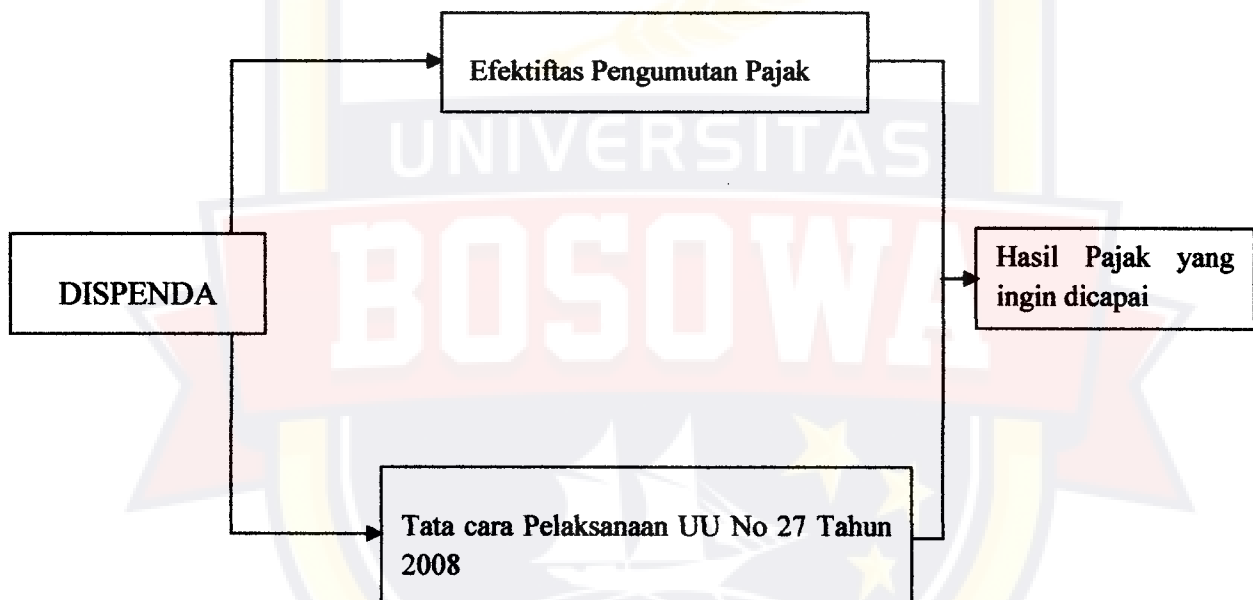 Efektiftas Pengumutan Pajak
UNIVERSITAS
BOSOWA
DISPENDA
Hasil Pajak yang
ingin dicapai
Tata cara Pelaksanaan UU No 27 Tahun
2008